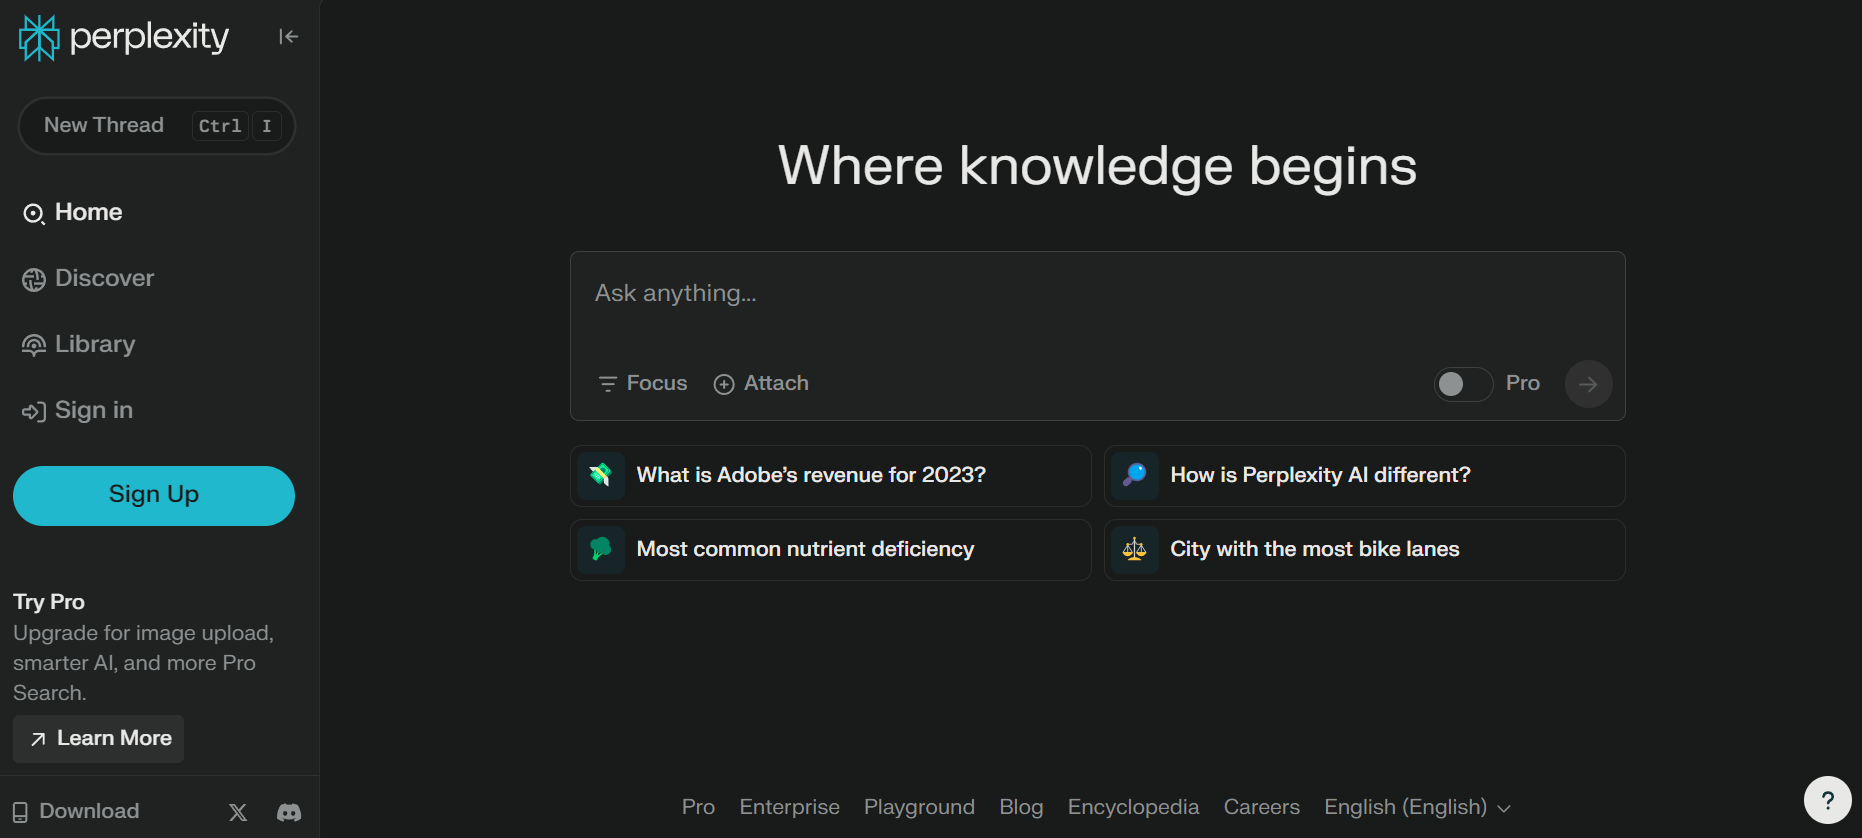 perplexity
New Thread Ctrl I
Home
Discover
Library
Sign in
Sign Up
Try Pro
Upgrade for image upload,
smarter AI, and more Pro
Search.
Learn More
Download
Where knowledge begins
Ask anything...
Focus Attach Pro
What is Adobe’s revenue for 2023?
How is Perplexity AI different?
Most common nutrient deficiency
City with the most bike lanes
Pro Enterprise Playground Blog Encyclopedia Careers English (English)
?